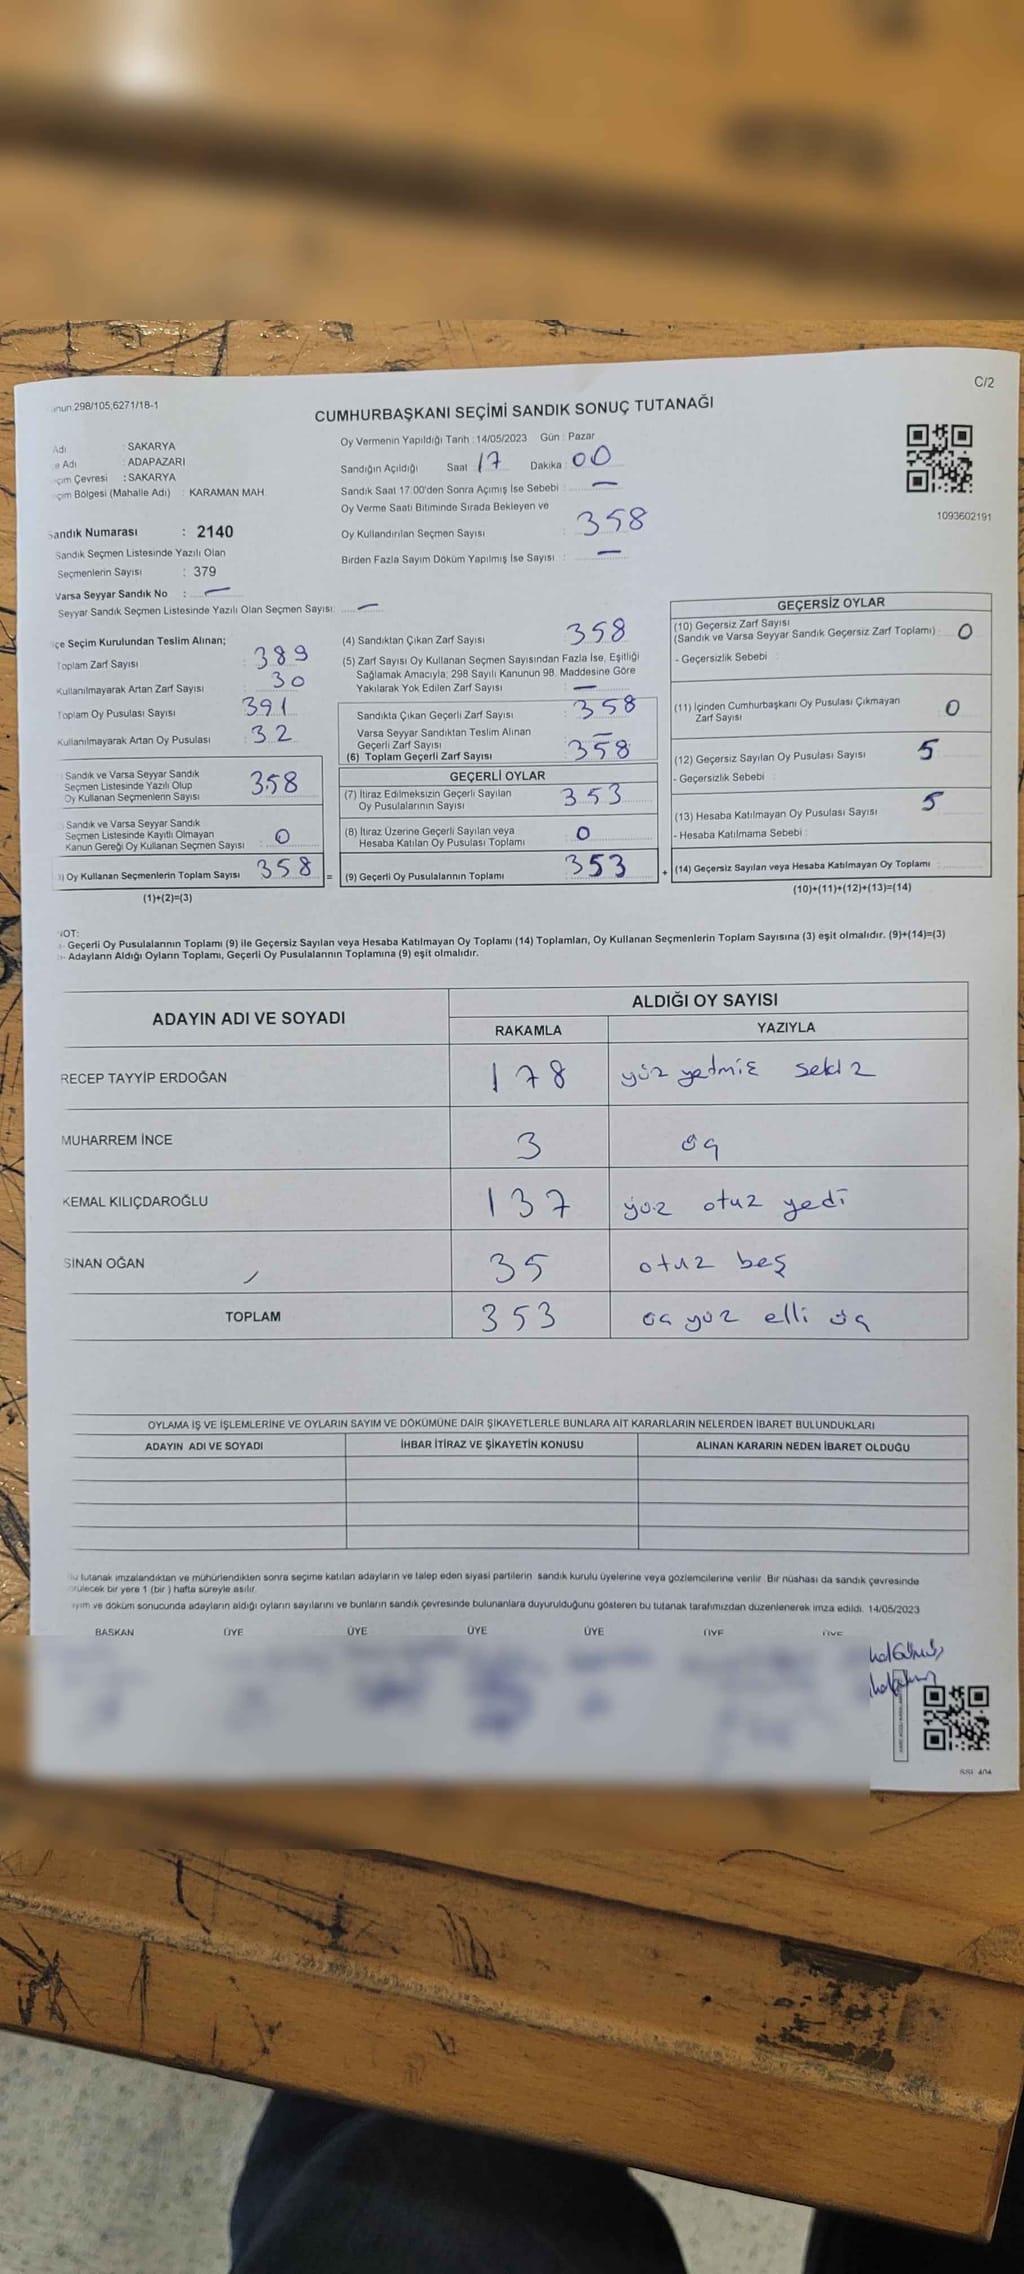 C/2
298/105,6271/18-1
CUMHURBAŞKANI SEÇİMİ SANDIK SONUÇ TUTANAĞI
Adı : SAKARYA
Adı : ADAPAZARI
Çevresi : SAKARYA
Bölgesi (Mahalle Adı) : KARAMAN MAH.
Oy Vermenin Yapıldığı Tarih : 14/05/2023 Gün : Pazar
Sandığın Açıldığı Saat 17 Dakika : 00
Sandık Saat 17:00'den Sonra Açımış İse Sebebi : —
Oy Verme Saati Bitiminde Sırada Bekleyen ve
Oy Kullandırılan Seçmen Sayısı : 358
Birden Fazla Sayım Döküm Yapılmış İse Sayısı : —
1093602191
Sandık Numarası : 2140
Sandık Seçmen Listesinde Yazılı Olan
Seçmenlerin Sayısı : 379
Varsa Seyyar Sandık No : —
Seyyar Sandık Seçmen Listesinde Yazılı Olan Seçmen Sayısı: —
Seçim Kurulundan Teslim Alınan;
Toplam Zarf Sayısı : 389
Kullanılmayarak Artan Zarf Sayısı : 30
Toplam Oy Pusulası Sayısı : 391
Kullanılmayarak Artan Oy Pusulası : 32
Sandık ve Varsa Seyyar Sandık
Seçmen Listesinde Yazılı Olup
Oy Kullanan Seçmenlerin Sayısı : 358
Sandık ve Varsa Seyyar Sandık
Seçmen Listesinde Kayıtlı Olmayan
Kanun Gereği Oy Kullanan Seçmen Sayısı : 0
Oy Kullanan Seçmenlerin Toplam Sayısı 358 =
(1)+(2)=(3)
(4) Sandıktan Çıkan Zarf Sayısı : 358
(5) Zarf Sayısı Oy Kullanan Seçmen Sayısından Fazla İse, Eşitliği
Sağlamak Amacıyla; 298 Sayılı Kanunun 98. Maddesine Göre
Yakılarak Yok Edilen Zarf Sayısı : —
Sandıkta Çıkan Geçerli Zarf Sayısı : 358
Varsa Seyyar Sandıktan Teslim Alınan
Geçerli Zarf Sayısı : —
(6) Toplam Geçerli Zarf Sayısı : 358
GEÇERLİ OYLAR
(7) İtiraz Edilmeksizin Geçerli Sayılan
Oy Pusulalarının Sayısı : 353
(8) İtiraz Üzerine Geçerli Sayılan veya
Hesaba Katılan Oy Pusulası Toplamı : 0
(9) Geçerli Oy Pusulalarının Toplamı : 353 +
GEÇERSİZ OYLAR
(10) Geçersiz Zarf Sayısı
(Sandık ve Varsa Seyyar Sandık Geçersiz Zarf Toplamı) : 0
- Geçersizlik Sebebi :
(11) İçinden Cumhurbaşkanı Oy Pusulası Çıkmayan
Zarf Sayısı : 0
(12) Geçersiz Sayılan Oy Pusulası Sayısı : 5
- Geçersizlik Sebebi :
(13) Hesaba Katılmayan Oy Pusulası Sayısı : 5
- Hesaba Katılmama Sebebi :
(14) Geçersiz Sayılan veya Hesaba Katılmayan Oy Toplamı :
(10)+(11)+(12)+(13)=(14)
NOT:
Geçerli Oy Pusulalarının Toplamı (9) ile Geçersiz Sayılan veya Hesaba Katılmayan Oy Toplamı (14) Toplamları, Oy Kullanan Seçmenlerin Toplam Sayısına (3) eşit olmalıdır. (9)+(14)=(3)
Adayların Aldığı Oyların Toplamı, Geçerli Oy Pusulalarının Toplamına (9) eşit olmalıdır.
ADAYIN ADI VE SOYADI
ALDIĞI OY SAYISI
RAKAMLA YAZIYLA
RECEP TAYYİP ERDOĞAN 178 yüz yetmiş sekiz
MUHARREM İNCE 3 üç
KEMAL KILIÇDAROĞLU 137 yüz otuz yedi
SİNAN OĞAN 35 otuz beş
TOPLAM 353 üç yüz elli üç
OYLAMA İŞ VE İŞLEMLERİNE VE OYLARIN SAYIM VE DÖKÜMÜNE DAİR ŞİKAYETLERLE BUNLARA AİT KARARLARIN NELERDEN İBARET BULUNDUKLARI
ADAYIN ADI VE SOYADI İHBAR İTİRAZ VE ŞİKAYETİN KONUSU ALINAN KARARIN NEDEN İBARET OLDUĞU
tutanak imzalandıktan ve mühürlendikten sonra seçime katılan adayların ve talep eden siyasi partilerin sandık kurulu üyelerine veya gözlemcilerine verilir. Bir nüshası da sandık çevresinde
bir yere 1 (bir ) hafta süreyle asılır.
ve döküm sonucunda adayların aldığı oyların sayılarını ve bunların sandık çevresinde bulunanlara duyurulduğunu gösteren bu tutanak tarafımızdan düzenlenerek imza edildi. 14/05/2023
BAŞKAN ÜYE ÜYE ÜYE ÜYE ÜYE ÜYE